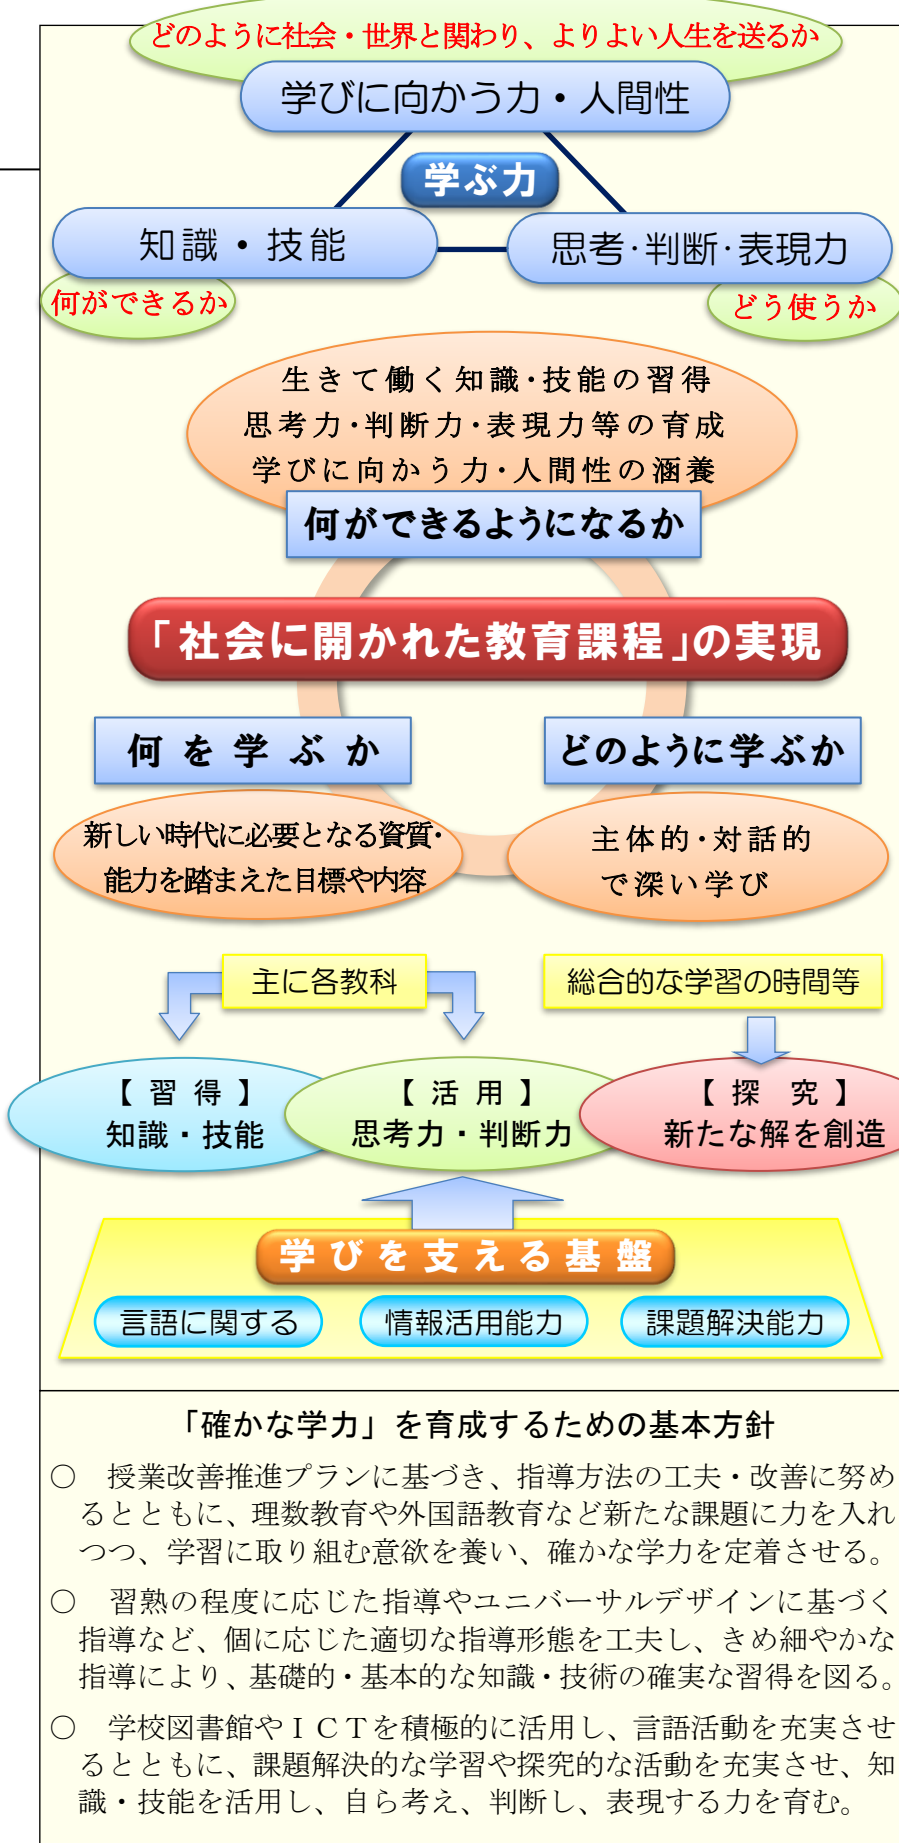 どのように社会・世界と関わり、よりよい人生を送るか
学びに向かう力・人間性
学ぶ力
知識・技能
思考・判断・表現力
何ができるか
どう使うか
生きて働く知識・技能の習得
思考力・判断力・表現力等の育成
学びに向かう力・人間性の涵養
何ができるようになるか
「社会に開かれた教育課程」の実現
何を学ぶか
どのように学ぶか
新しい時代に必要となる資質・
能力を踏まえた目標や内容
主体的・対話的
で深い学び
主に各教科
総合的な学習の時間等
【習得】
知識・技能
【活用】
思考力・判断力
【探究】
新たな解を創造
学びを支える基盤
言語に関する
情報活用能力
課題解決能力
「確かな学力」を育成するための基本方針
○　授業改善推進プランに基づき、指導方法の工夫・改善に努め
るとともに、理数教育や外国語教育など新たな課題に力を入れ
つつ、学習に取り組む意欲を養い、確かな学力を定着させる。
○　習熟の程度に応じた指導やユニバーサルデザインに基づく
指導など、個に応じた適切な指導形態を工夫し、きめ細やかな
指導により、基礎的・基本的な知識・技術の確実な習得を図る。
○　学校図書館やＩＣＴを積極的に活用し、言語活動を充実させ
るとともに、課題解決的な学習や探究的な活動を充実させ、知
識・技能を活用し、自ら考え、判断し、表現する力を育む。